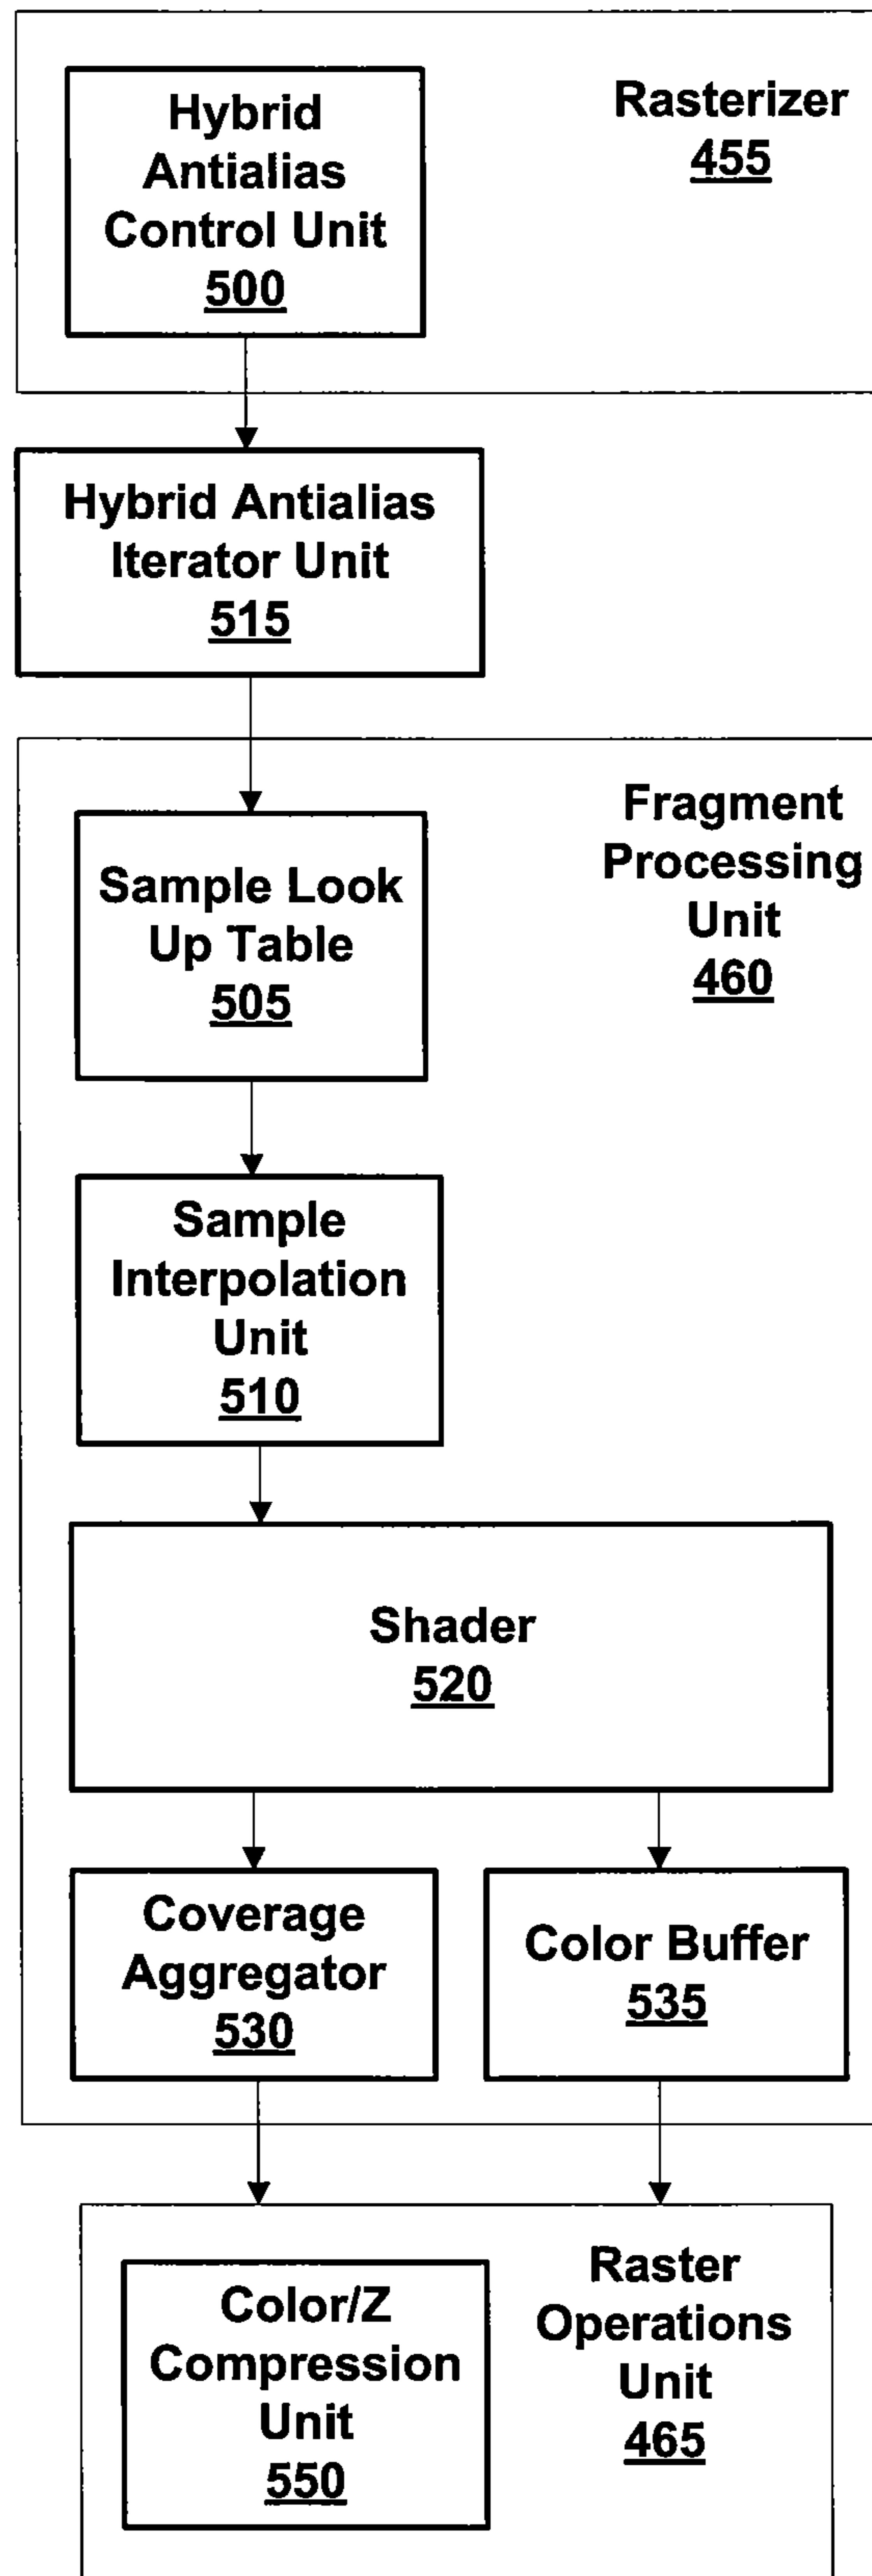 Hybrid
Antialias
Control Unit
500
Rasterizer
455
Hybrid Antialias
Iterator Unit
515
Fragment
Processing
Unit
460
Sample Look
Up Table
505
Sample
Interpolation
Unit
510
Shader
520
Coverage
Aggregator
530
Color Buffer
535
Color/Z
Compression
Unit
550
Raster
Operations
Unit
465